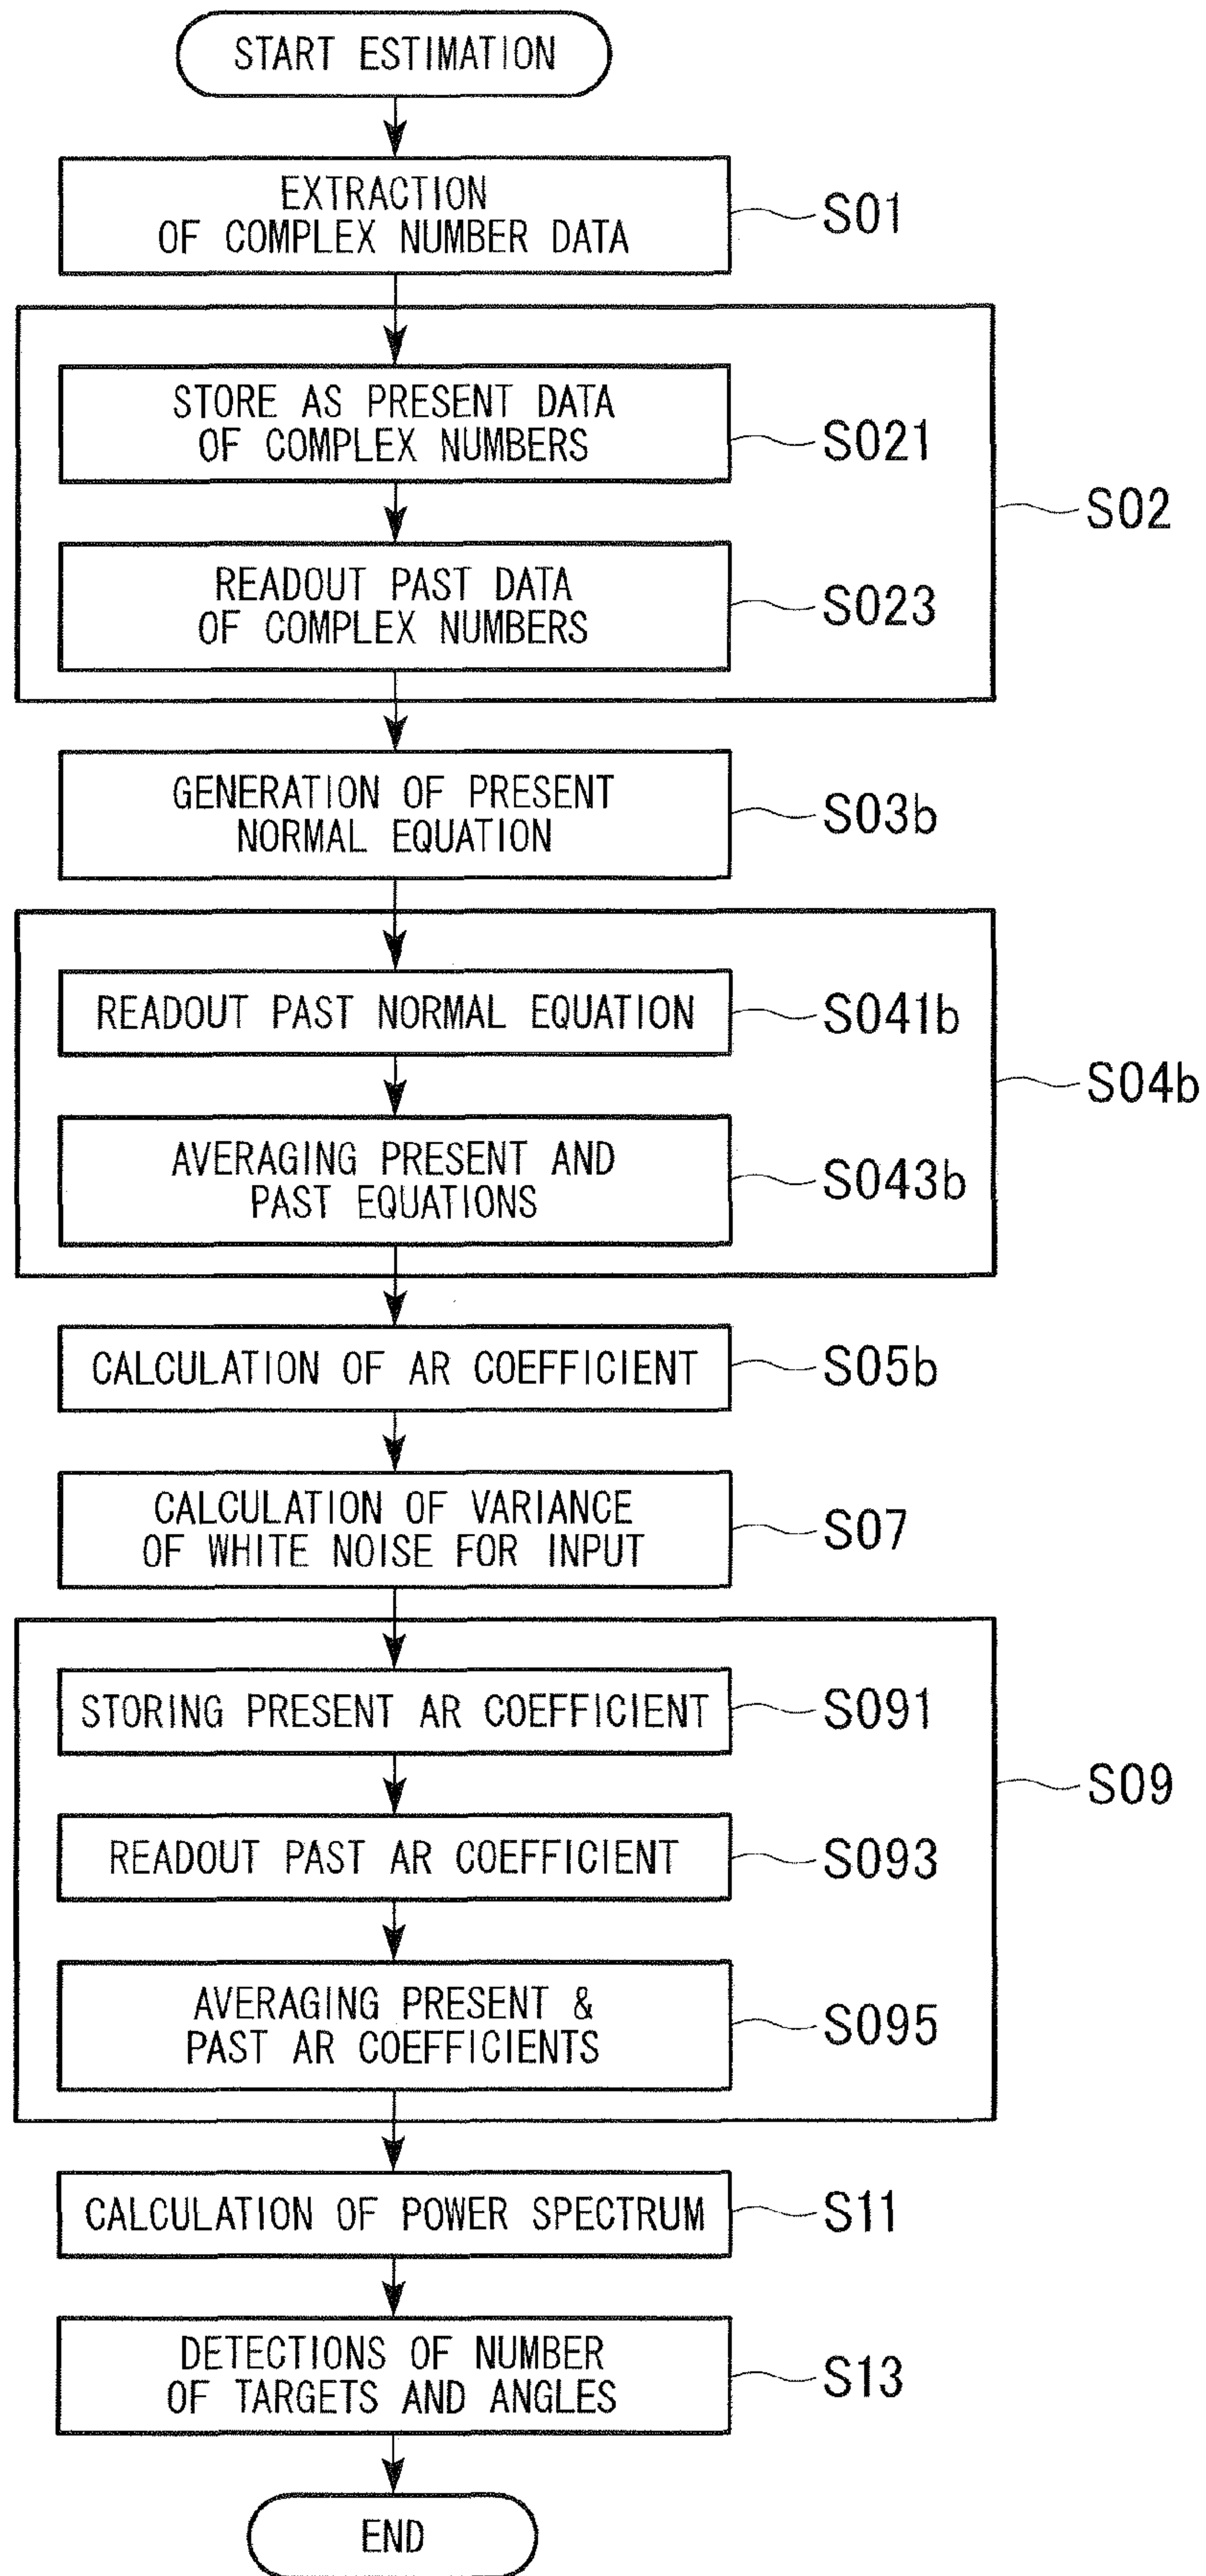 START ESTIMATION
EXTRACTION
OF COMPLEX NUMBER DATA
S01
STORE AS PRESENT DATA
OF COMPLEX NUMBERS
S021
READOUT PAST DATA
OF COMPLEX NUMBERS
S023
S02
GENERATION OF PRESENT
NORMAL EQUATION
S03b
READOUT PAST NORMAL EQUATION
S041b
AVERAGING PRESENT AND
PAST EQUATIONS
S043b
S04b
CALCULATION OF AR COEFFICIENT
S05b
CALCULATION OF VARIANCE
OF WHITE NOISE FOR INPUT
S07
STORING PRESENT AR COEFFICIENT
S091
READOUT PAST AR COEFFICIENT
S093
AVERAGING PRESENT &
PAST AR COEFFICIENTS
S095
S09
CALCULATION OF POWER SPECTRUM
S11
DETECTIONS OF NUMBER
OF TARGETS AND ANGLES
S13
END